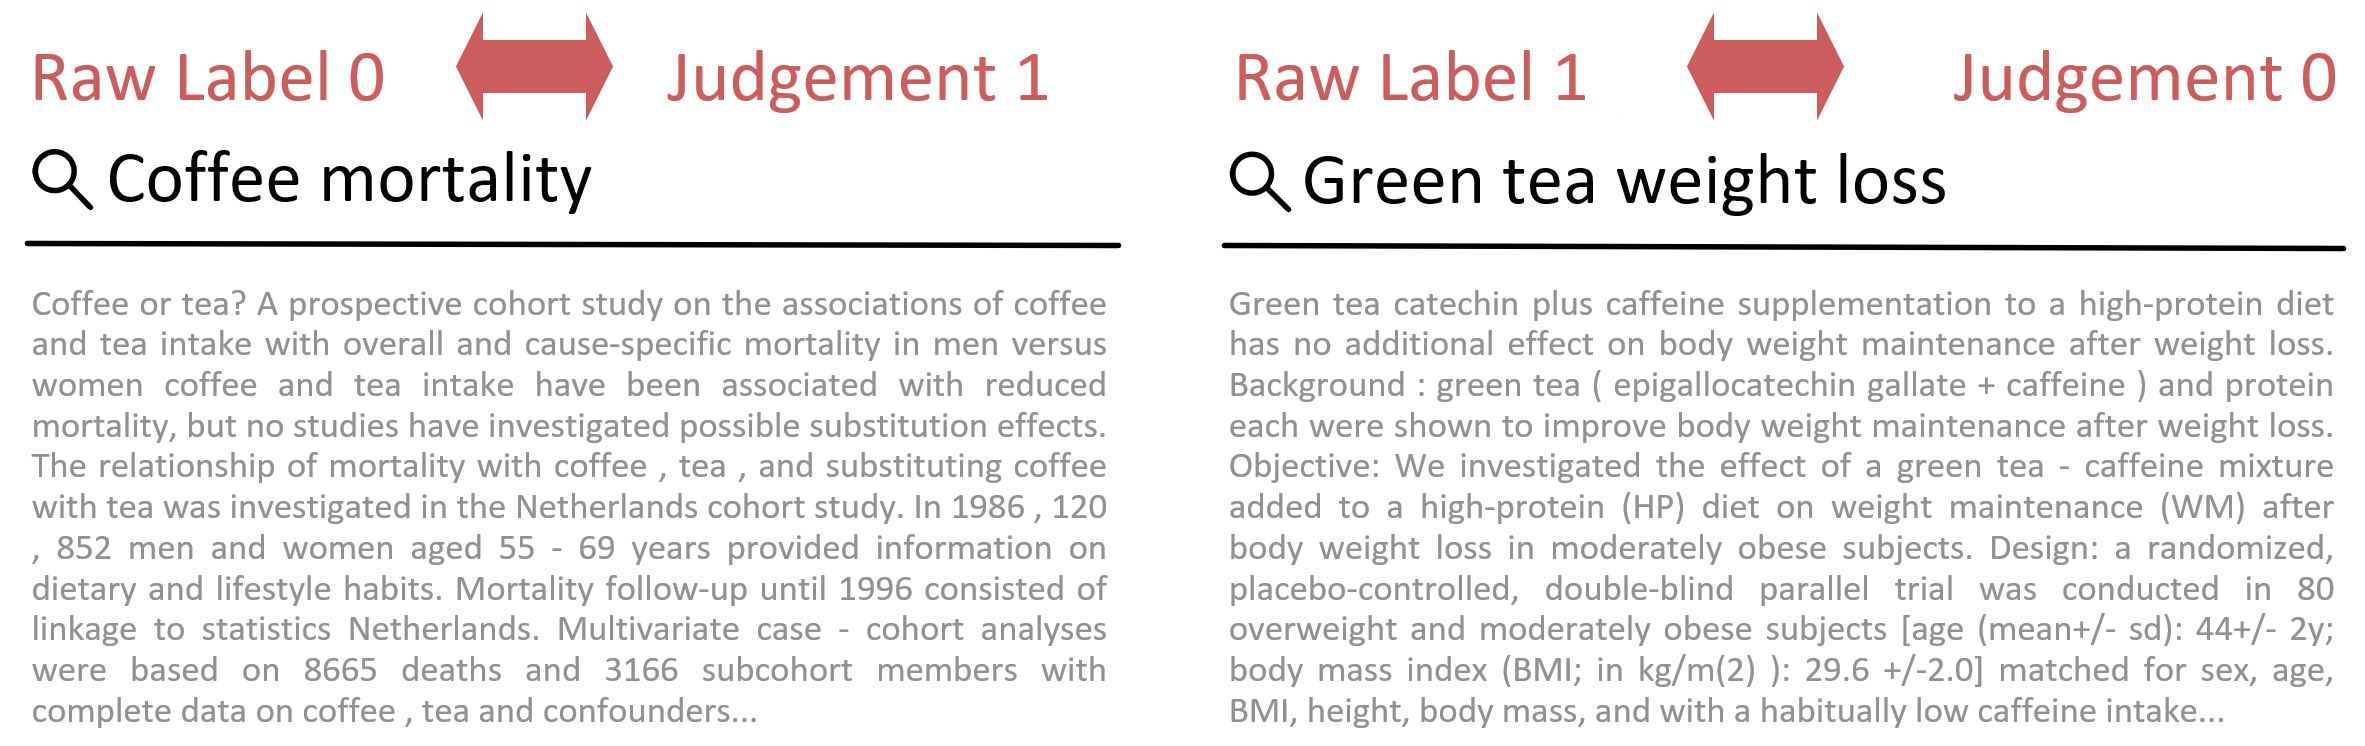 Raw Label 0 Judgement 1
Coffee mortality
Coffee or tea? A prospective cohort study on the associations of coffee
and tea intake with overall and cause-specific mortality in men versus
women coffee and tea intake have been associated with reduced
mortality, but no studies have investigated possible substitution effects.
The relationship of mortality with coffee , tea , and substituting coffee
with tea was investigated in the Netherlands cohort study. In 1986 , 120
, 852 men and women aged 55 - 69 years provided information on
dietary and lifestyle habits. Mortality follow-up until 1996 consisted of
linkage to statistics Netherlands. Multivariate case - cohort analyses
were based on 8665 deaths and 3166 subcohort members with
complete data on coffee , tea and confounders...
Raw Label 1 Judgement 0
Green tea weight loss
Green tea catechin plus caffeine supplementation to a high-protein diet
has no additional effect on body weight maintenance after weight loss.
Background : green tea ( epigallocatechin gallate + caffeine ) and protein
each were shown to improve body weight maintenance after weight loss.
Objective: We investigated the effect of a green tea - caffeine mixture
added to a high-protein (HP) diet on weight maintenance (WM) after
body weight loss in moderately obese subjects. Design: a randomized,
placebo-controlled, double-blind parallel trial was conducted in 80
overweight and moderately obese subjects [age (mean+/- sd): 44+/- 2y;
body mass index (BMI; in kg/m(2) ): 29.6 +/-2.0] matched for sex, age,
BMI, height, body mass, and with a habitually low caffeine intake...